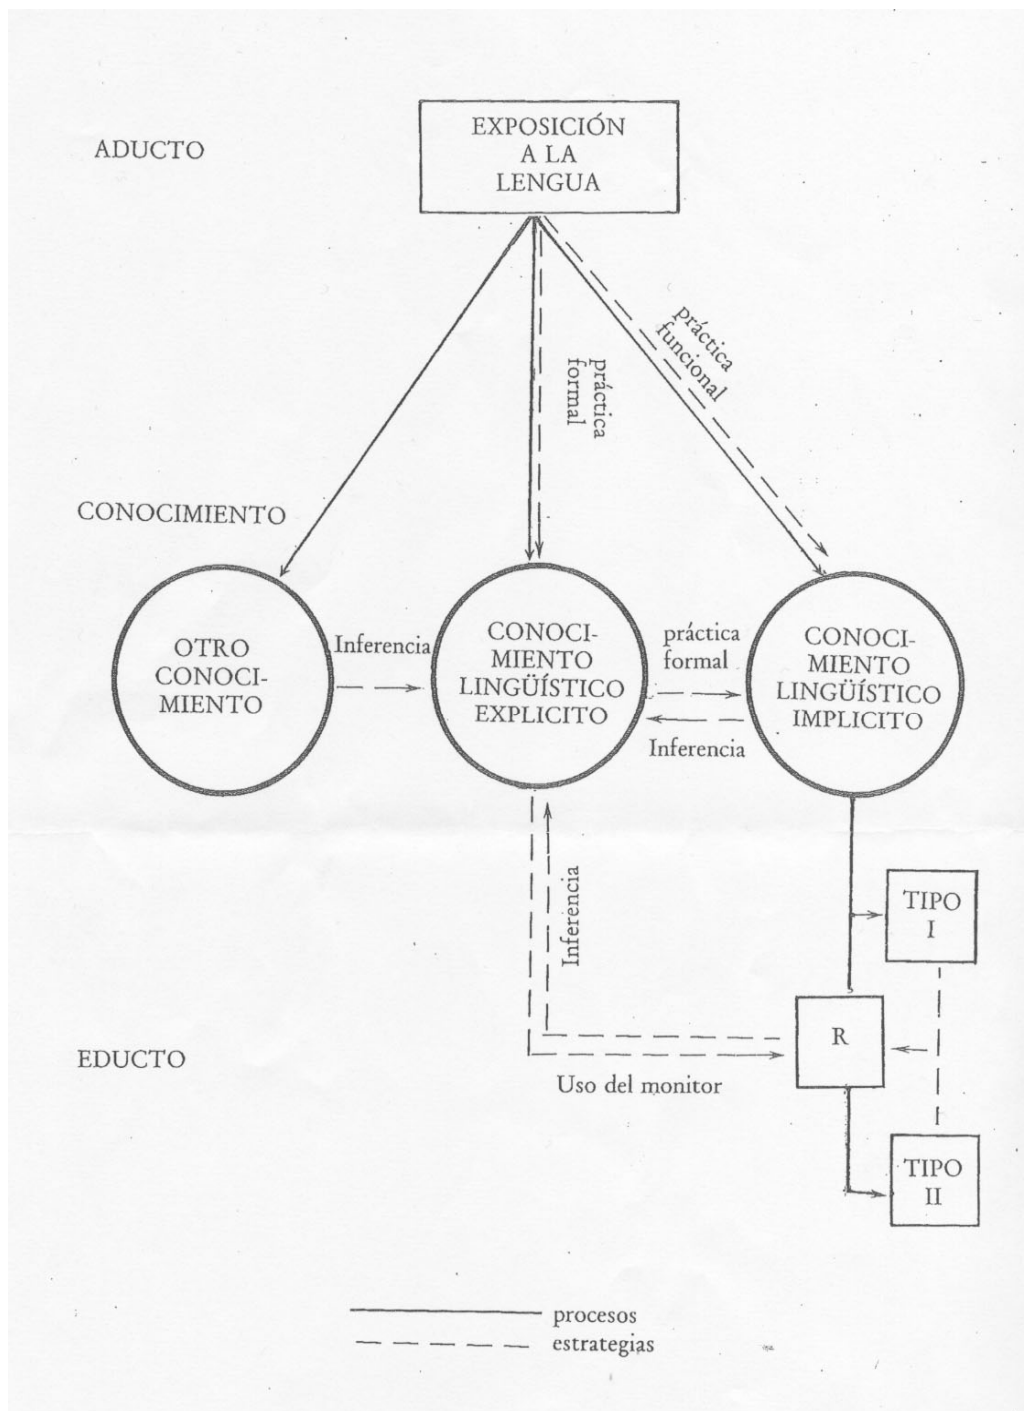 EXPOSICIÓN
A LA
LENGUA
ADUCTO
práctica
funcional
práctica
formal
CONOCIMIENTO
OTRO
CONOCI-
MIENTO
Inferencia
CONOCI-
MIENTO
LINGÜÍSTICO
EXPLICITO
práctica
formal
Inferencia
CONOCI-
MIENTO
LINGÜÍSTICO
IMPLICITO
Inferencia
TIPO
I
R
EDUCTO
Uso del monitor
TIPO
II
procesos
estrategias